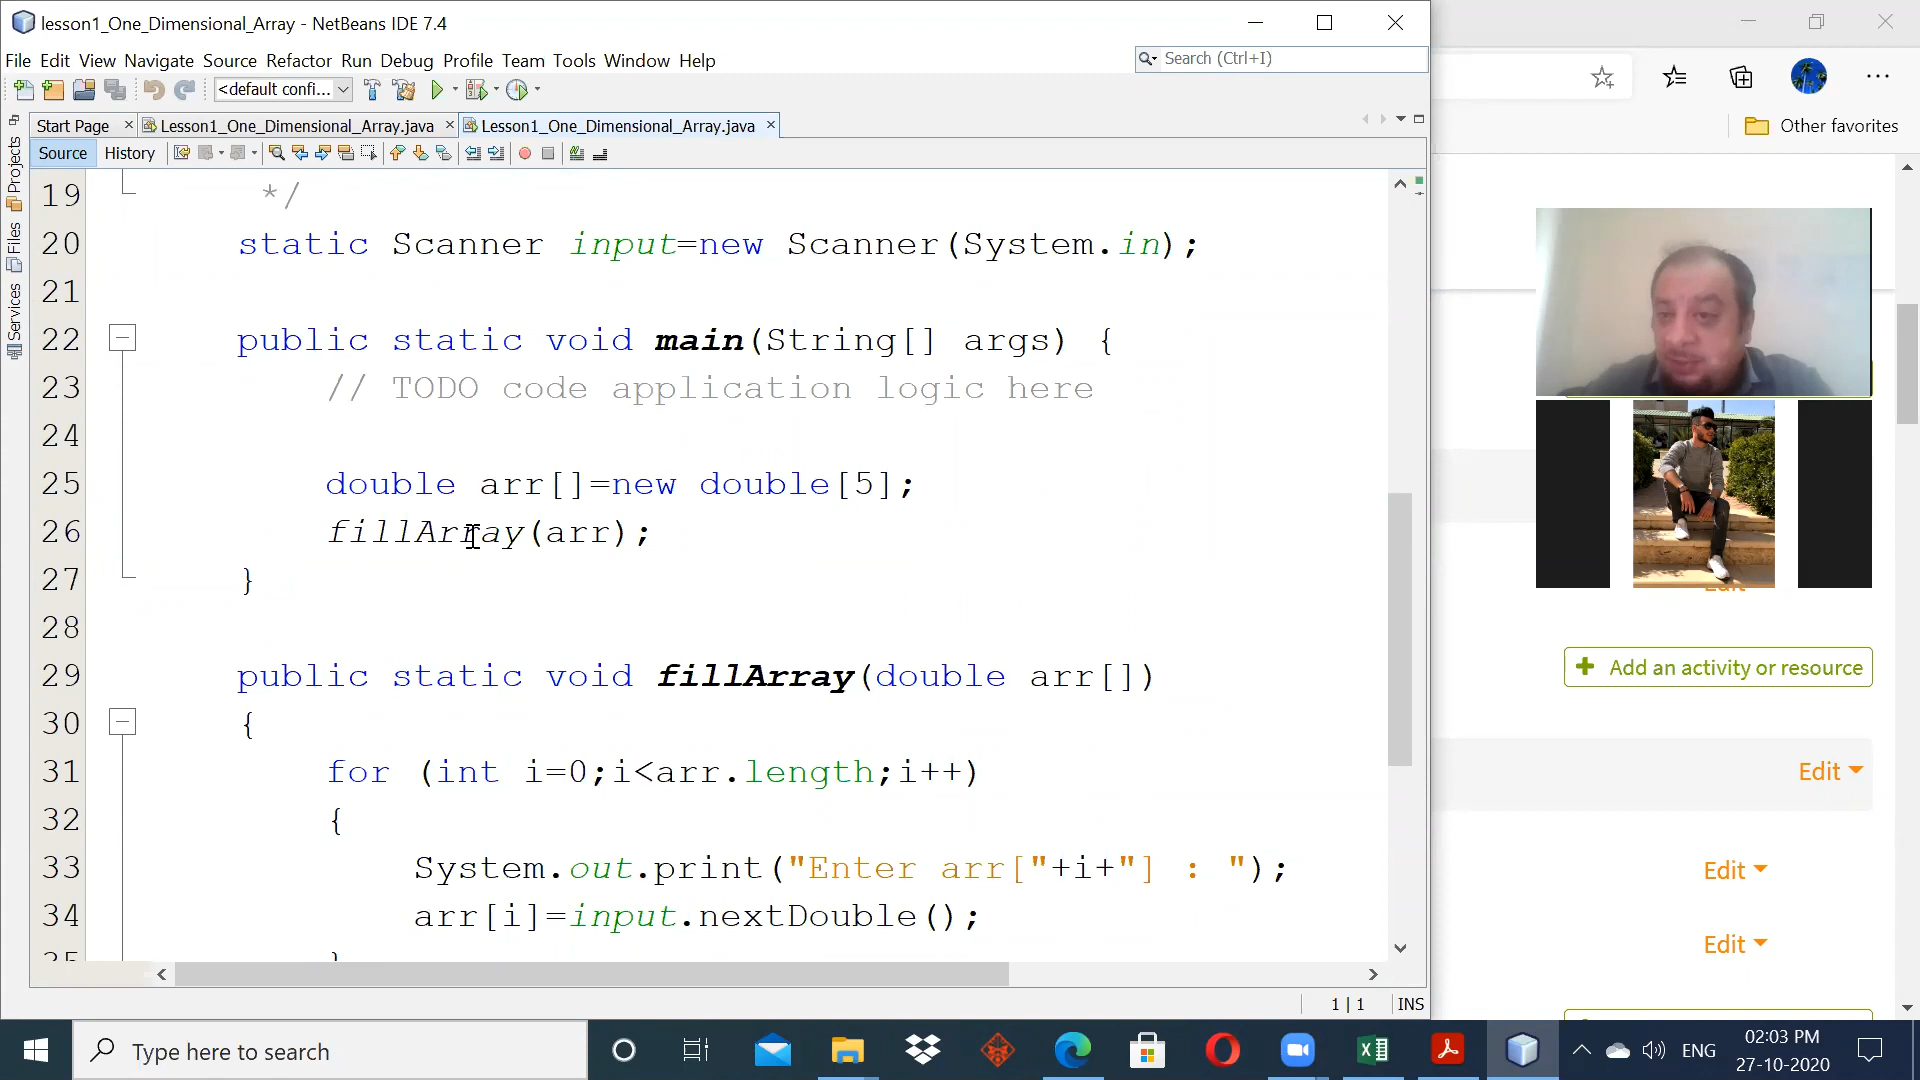 lesson1_One_Dimensional_Array - NetBeans IDE 7.4
File Edit View Navigate Source Refactor Run Debug Profile Team Tools Window Help
Search (Ctrl+I)
<default confi...
Other favorites
Start Page
Lesson1_One_Dimensional_Array.java
Lesson1_One_Dimensional_Array.java
Source History
Projects
Files
Services
19 */
20 static Scanner input=new Scanner(System.in);
21
22 public static void main(String[] args) {
23 // TODO code application logic here
24
25 double arr[]=new double[5];
26 fillArray(arr);
27 }
28
29 public static void fillArray(double arr[])
30 {
31 for (int i=0;i<arr.length;i++)
32 {
33 System.out.print("Enter arr["+i+"] : ");
34 arr[i]=input.nextDouble();
35 }
1 | 1 INS
Edit
Add an activity or resource
Edit
Edit
Edit
Type here to search
ENG
02:03 PM
27-10-2020